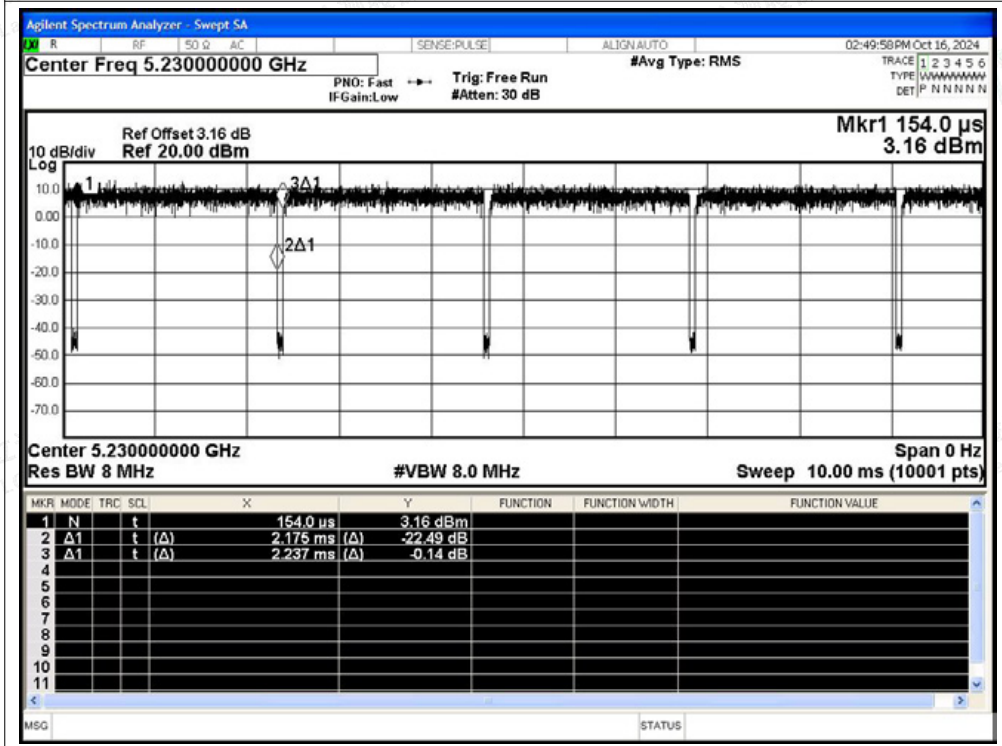 Agilent Spectrum Analyzer - Swept SA
R RF 50 Ω AC SENSE:PULSE ALIGN AUTO 02:49:58 PM Oct 16, 2024
Center Freq 5.230000000 GHz #Avg Type: RMS TRACE 1 2 3 4 5 6
PNO: Fast Trig: Free Run TYPE WWWWWW
IFGain:Low #Atten: 30 dB DET P N N N N N
Mkr1 154.0 µs
Ref Offset 3.16 dB
10 dB/div Ref 20.00 dBm 3.16 dBm
Log
10.0 1 3Δ1
0.00
-10.0 2Δ1
-20.0
-30.0
-40.0
-50.0
-60.0
-70.0
Center 5.230000000 GHz Span 0 Hz
Res BW 8 MHz #VBW 8.0 MHz Sweep 10.00 ms (10001 pts)
MKR MODE TRC SCL X Y FUNCTION FUNCTION WIDTH FUNCTION VALUE
1 N t 154.0 µs 3.16 dBm
2 Δ1 t (Δ) 2.175 ms (Δ) -22.49 dB
3 Δ1 t (Δ) 2.237 ms (Δ) -0.14 dB
4
5
6
7
8
9
10
11
MSG STATUS